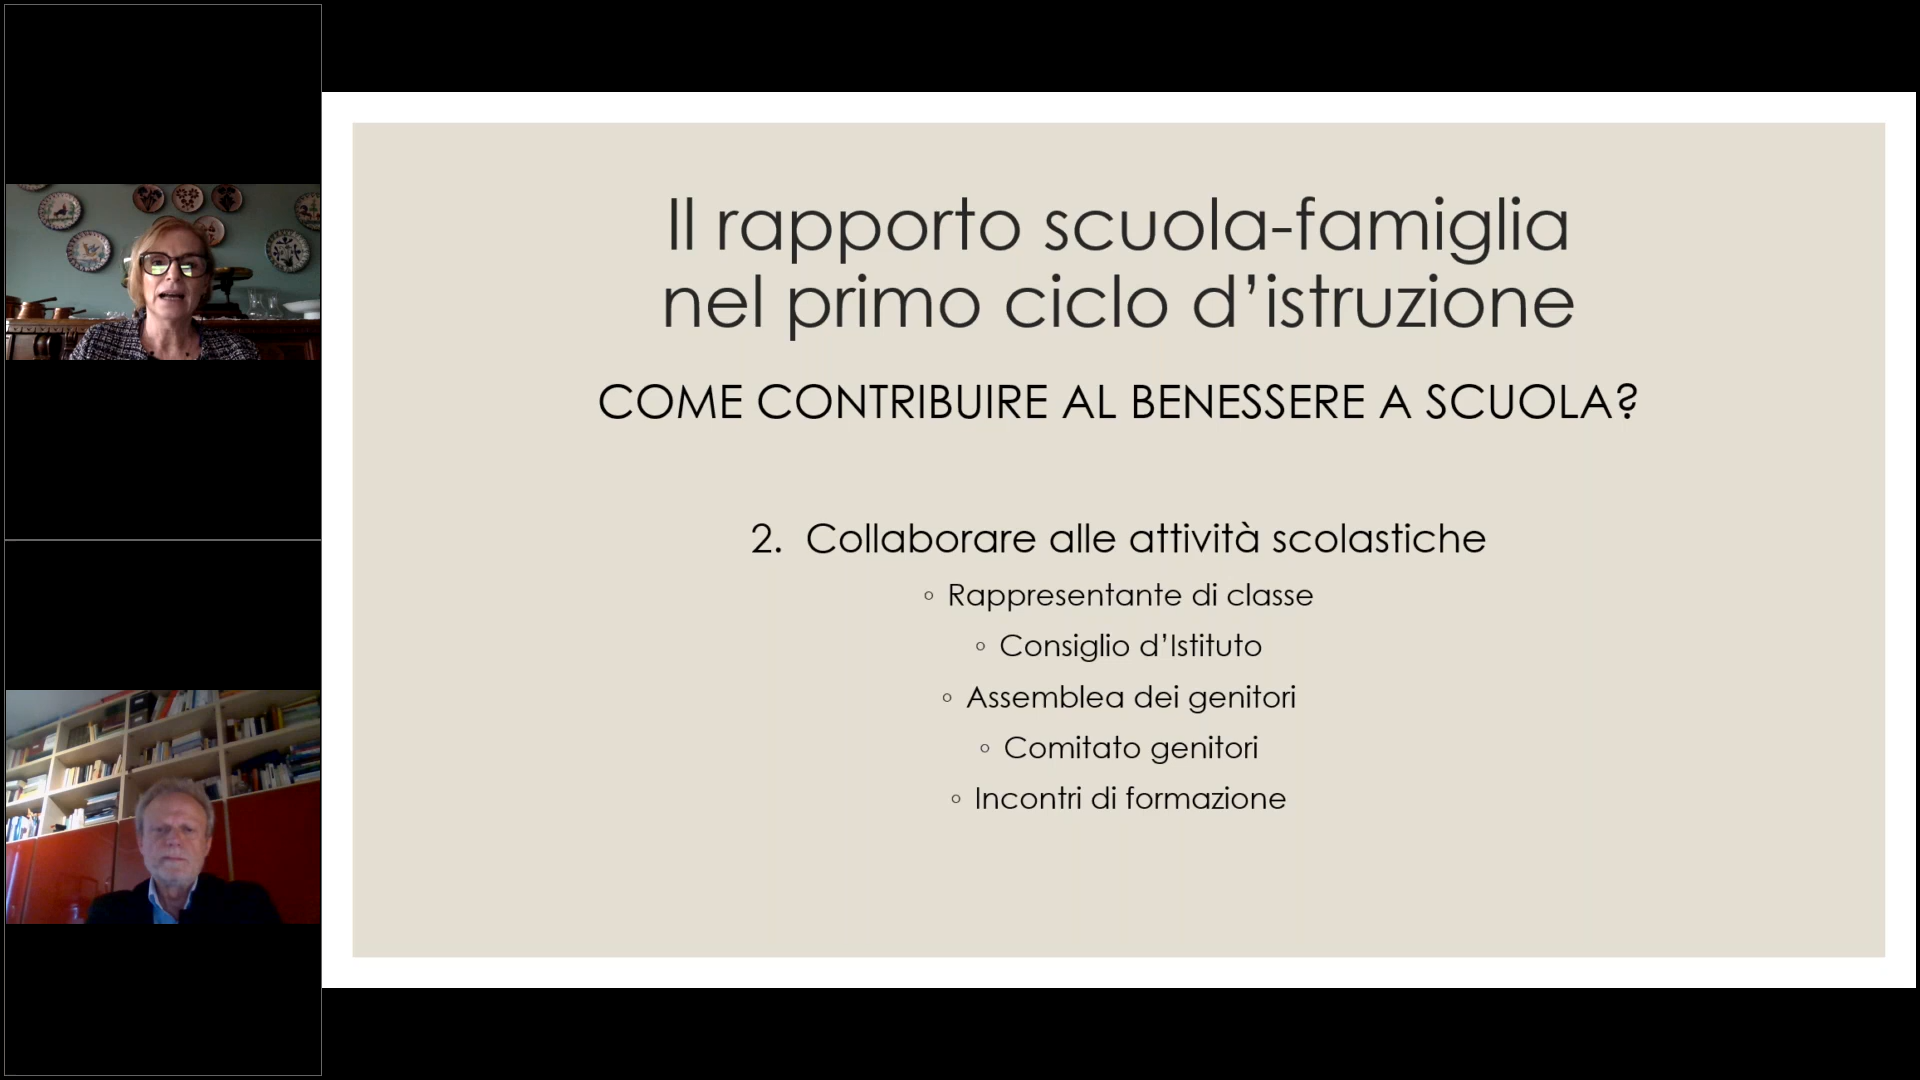 Il rapporto scuola-famiglia
nel primo ciclo d’istruzione
COME CONTRIBUIRE AL BENESSERE A SCUOLA?
2. Collaborare alle attività scolastiche
◦ Rappresentante di classe
◦ Consiglio d’Istituto
◦ Assemblea dei genitori
◦ Comitato genitori
◦ Incontri di formazione